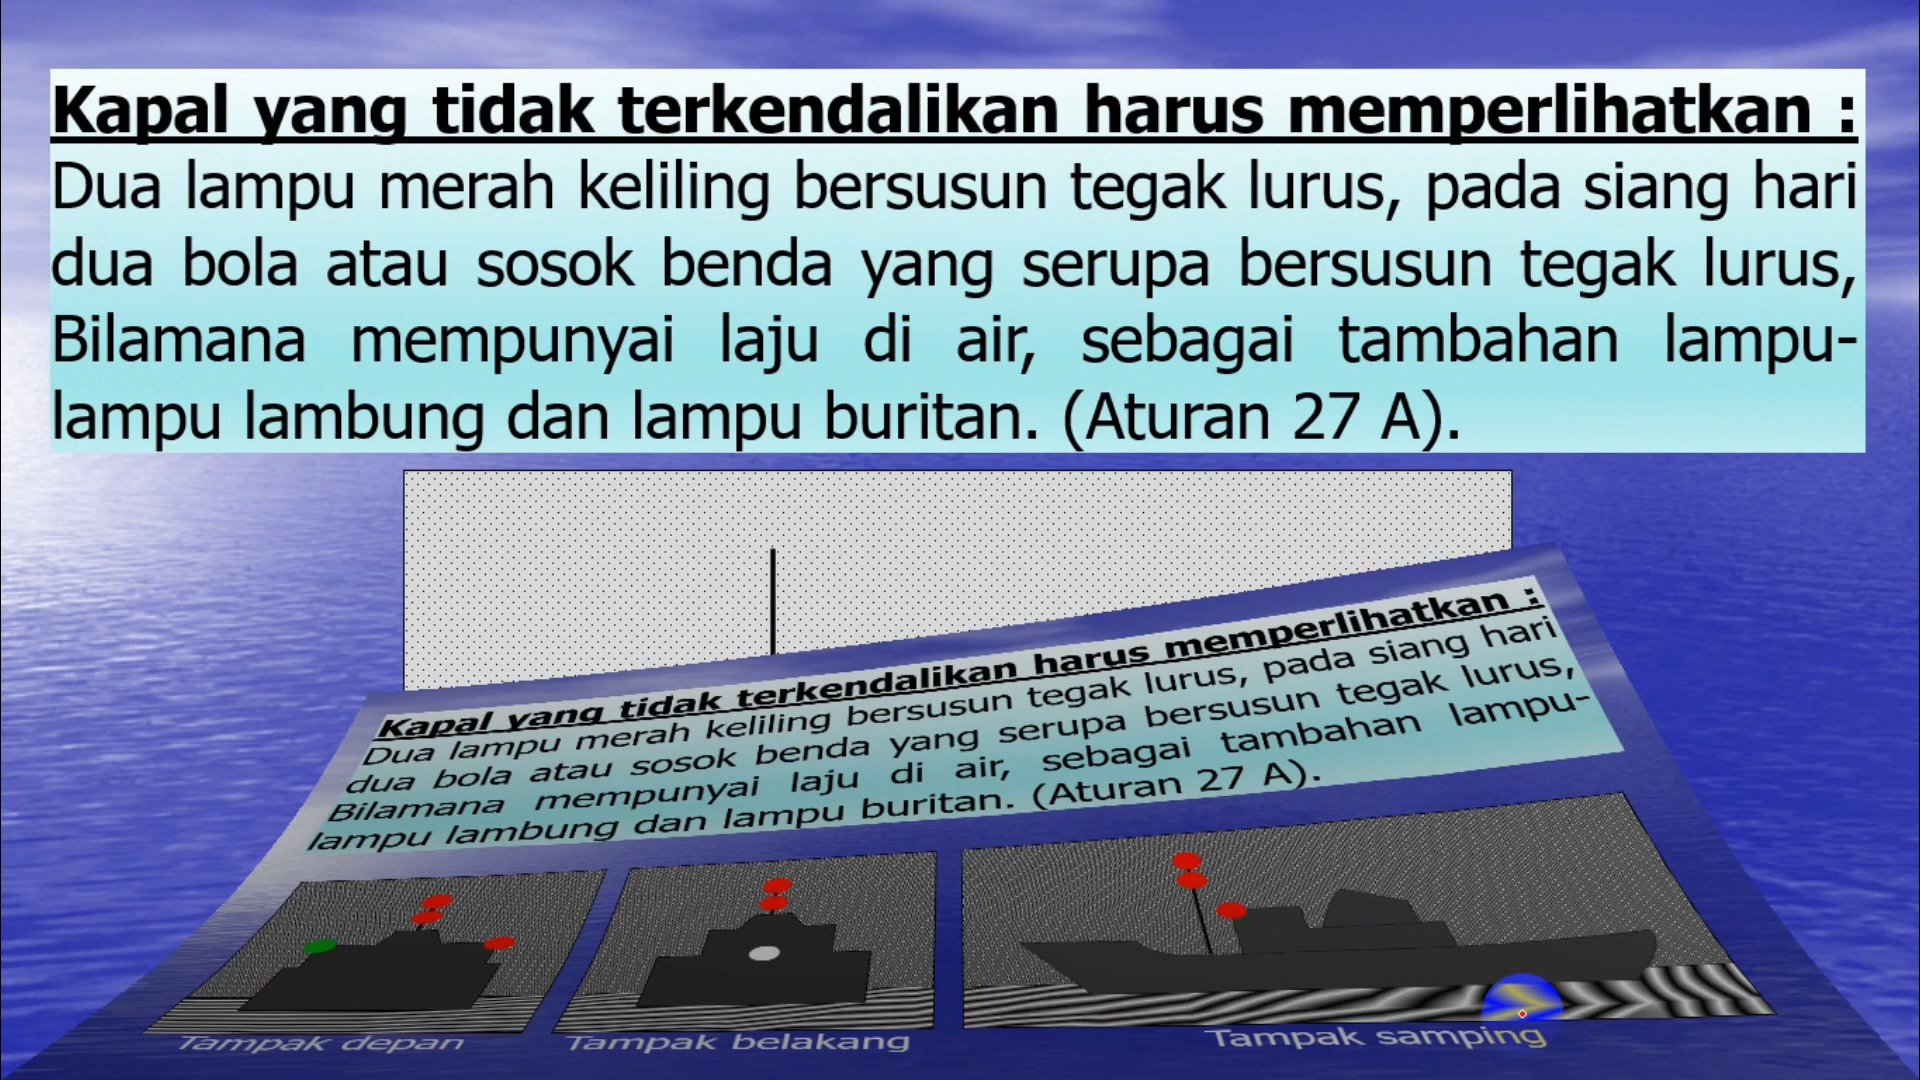 Kapal yang tidak terkendalikan harus memperlihatkan :
Dua lampu merah keliling bersusun tegak lurus, pada siang hari
dua bola atau sosok benda yang serupa bersusun tegak lurus,
Bilamana mempunyai laju di air, sebagai tambahan lampu-
lampu lambung dan lampu buritan. (Aturan 27 A).
Kapal yang tidak terkendalikan harus memperlihatkan :
Dua lampu merah keliling bersusun tegak lurus, pada siang hari
dua bola atau sosok benda yang serupa bersusun tegak lurus,
Bilamana mempunyai laju di air, sebagai tambahan lampu-
lampu lambung dan lampu buritan. (Aturan 27 A).
Tampak depan
Tampak belakang
Tampak samping